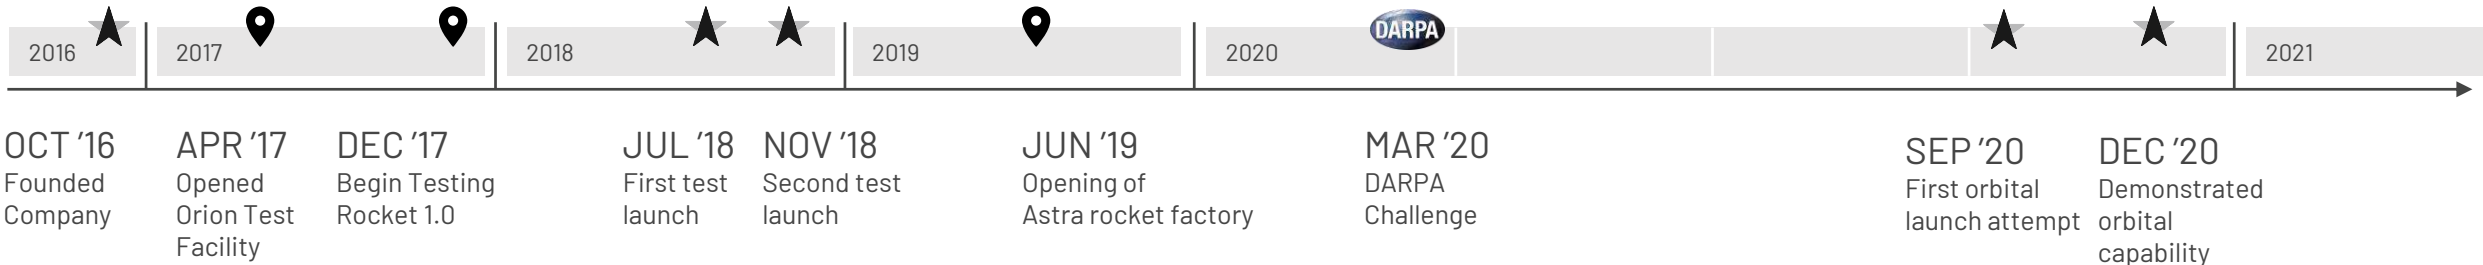 2016
2017
2018
2019
2020
DARPA
2021
OCT ’16
Founded
Company
APR ’17
Opened
Orion Test
Facility
DEC ’17
Begin Testing
Rocket 1.0
JUL ’18
First test
launch
NOV ’18
Second test
launch
JUN ’19
Opening of
Astra rocket factory
MAR ’20
DARPA
Challenge
SEP ’20
First orbital
launch attempt
DEC ’20
Demonstrated
orbital
capability